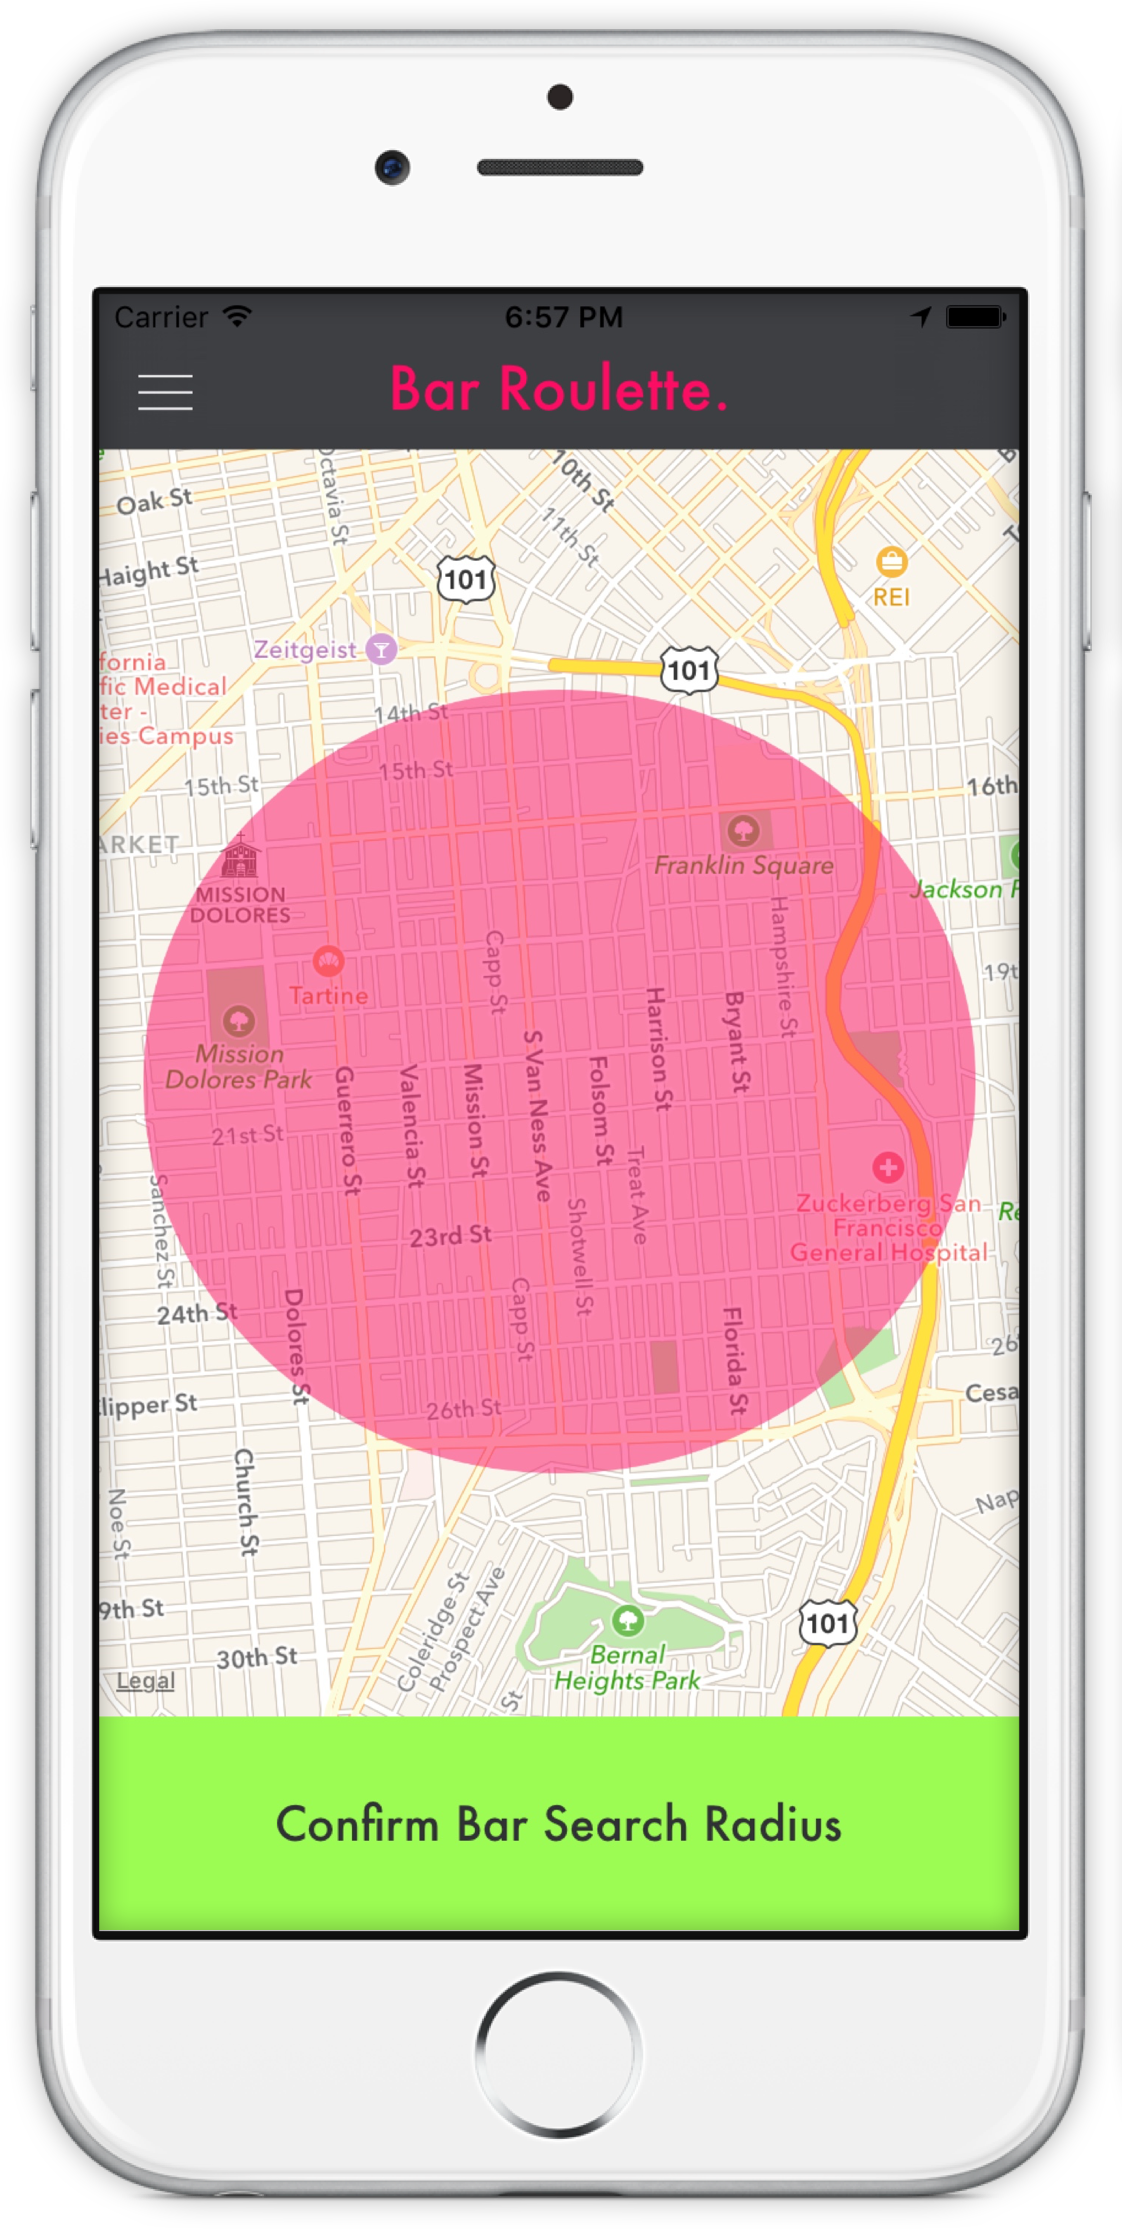 Carrier
6:57 PM
Bar Roulette.
Oak St
Octavia St
10th St
11th St
Haight St
101
REI
Zeitgeist
101
fornia
fic Medical
ter -
ies Campus
14th St
15th St
15th St
16th
ARKET
MISSION
DOLORES
Franklin Square
Jackson
Hampshire St
Capp St
19t
Tartine
Harrison St
Bryant St
Mission
Dolores Park
S Van Ness Ave
Folsom St
Guerrero St
Valencia St
Mission St
21st St
Treat Ave
Sanchez St
Zuckerberg San
Francisco
General Hospital
Re
23rd St
Shotwell St
24th St
Dolores St
Capp St
Florida St
26
Clipper St
26th St
Cesa
Church St
Noe St
Nap
Coleridge St
Prospect Ave
9th St
101
30th St
Bernal
Heights Park
Legal
St
Confirm Bar Search Radius